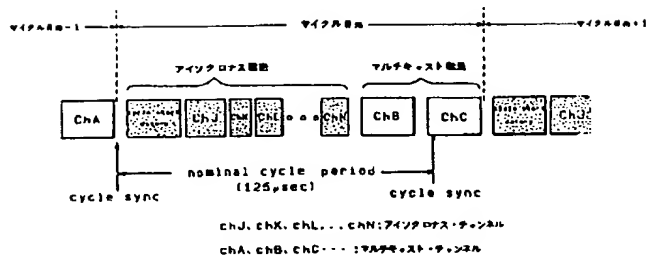 サイクル#m-1
サイクル#m
サイクル#m+1
アイソクロナス転送
マルチキャスト転送
ChA
ChJ
ChK
ChL
ChN
ChB
ChC
ChJ
nominal cycle period
(125μsec)
cycle sync
cycle sync
chJ、chK、chL,...chN:アイソクロナス・チャンネル
chA、chB、chC・・・:マルチキャスト・チャンネル